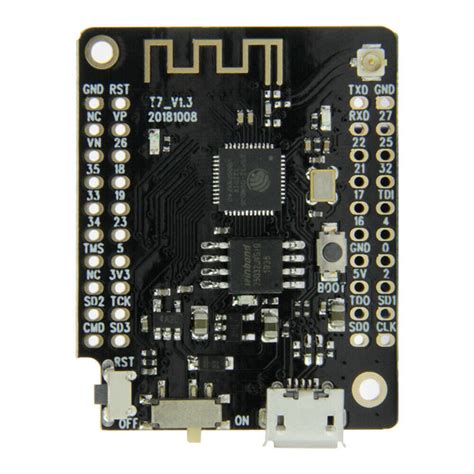 GND RST
TXD GND
T7_V1.3
20181008
NC VP
RXD 27
VN 26
22 25
35 18
21 32
33 19
17 TDI
34 23
16 4
TMS 5
GND 0
NC 3V3
5V 2
BOOT
winbond
SD2 TCK
TDO SD1
CMD SD3
SD0 CLK
RST
OFF
ON